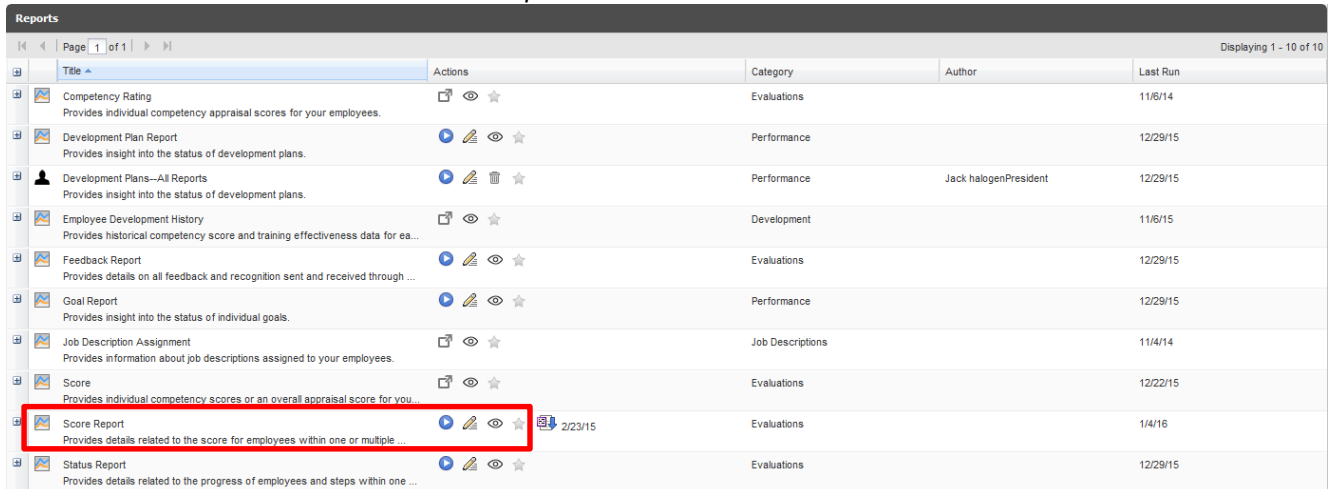 Reports
Page 1 of 1
Displaying 1 - 10 of 10
Title Actions Category Author Last Run
Competency Rating Evaluations 11/6/14
Provides individual competency appraisal scores for your employees.
Development Plan Report Performance 12/29/15
Provides insight into the status of development plans.
Development Plans--All Reports Performance Jack halogenPresident 12/29/15
Provides insight into the status of development plans.
Employee Development History Development 11/6/15
Provides historical competency score and training effectiveness data for ea...
Feedback Report Evaluations 12/29/15
Provides details on all feedback and recognition sent and received through ...
Goal Report Performance 12/29/15
Provides insight into the status of individual goals.
Job Description Assignment Job Descriptions 11/4/14
Provides information about job descriptions assigned to your employees.
Score Evaluations 12/22/15
Provides individual competency scores or an overall appraisal score for you...
Score Report 2/23/15 Evaluations 1/4/16
Provides details related to the score for employees within one or multiple ...
Status Report Evaluations 12/29/15
Provides details related to the progress of employees and steps within one ...